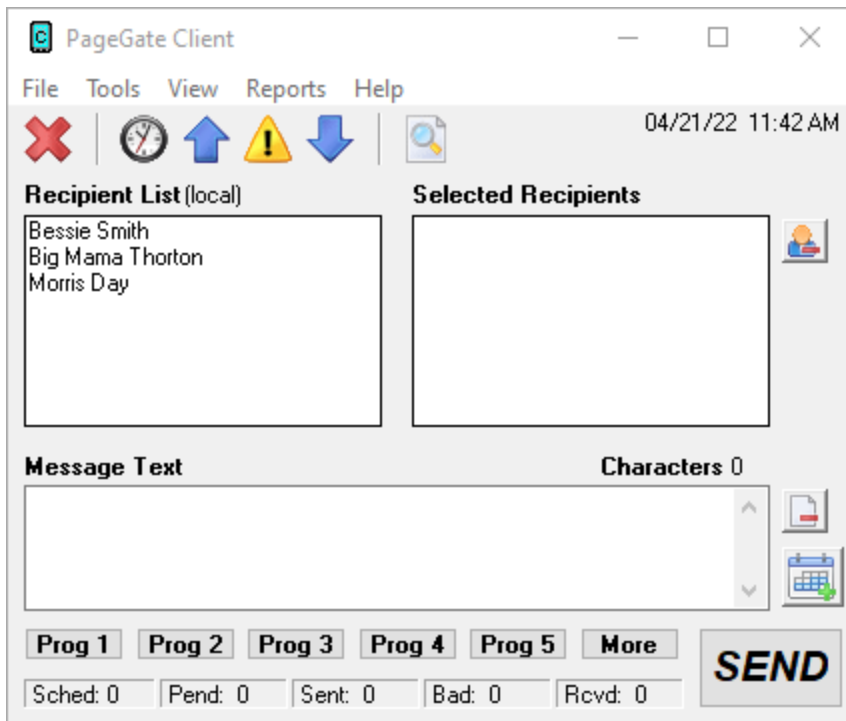 C PageGate Client
File Tools View Reports Help
04/21/22 11:42 AM
Recipient List (local) Selected Recipients
Bessie Smith
Big Mama Thorton
Morris Day
Message Text Characters 0
Prog 1 Prog 2 Prog 3 Prog 4 Prog 5 More
SEND
Sched: 0 Pend: 0 Sent: 0 Bad: 0 Rcvd: 0